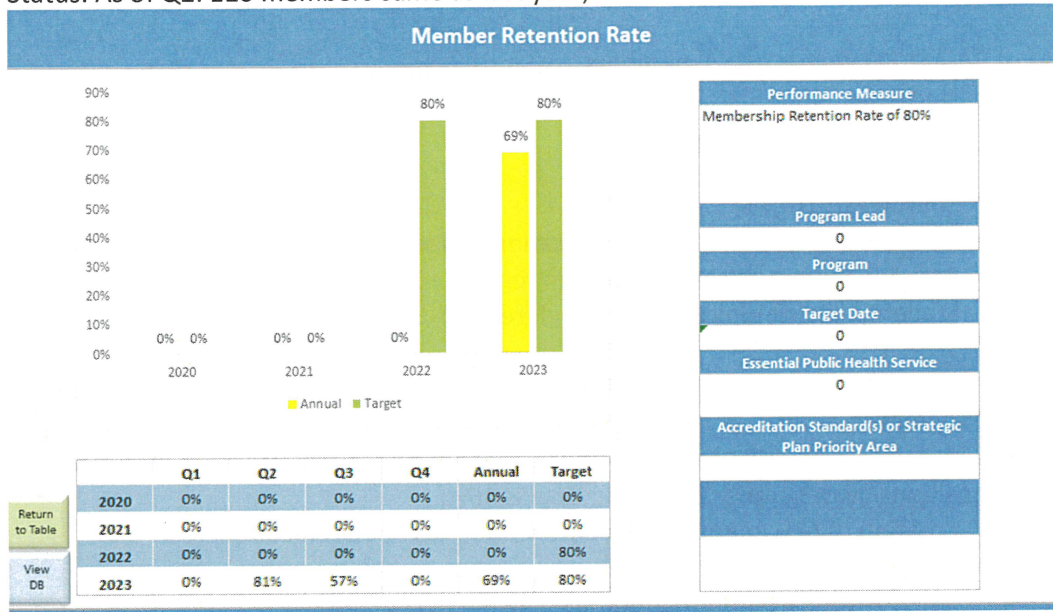 Member Retention Rate
90%
80%
70%
60%
50%
40%
30%
20%
10%
0%
0% 0%
0% 0%
0% 80%
69% 80%
2020 2021 2022 2023
Annual Target
Performance Measure
Membership Retention Rate of 80%
Program Lead
0
Program
0
Target Date
0
Essential Public Health Service
0
Accreditation Standard(s) or Strategic
Plan Priority Area
Q1 Q2 Q3 Q4 Annual Target
2020 0% 0% 0% 0% 0% 0%
2021 0% 0% 0% 0% 0% 0%
2022 0% 0% 0% 0% 0% 80%
2023 0% 81% 57% 0% 69% 80%
Return
to Table
View
DB